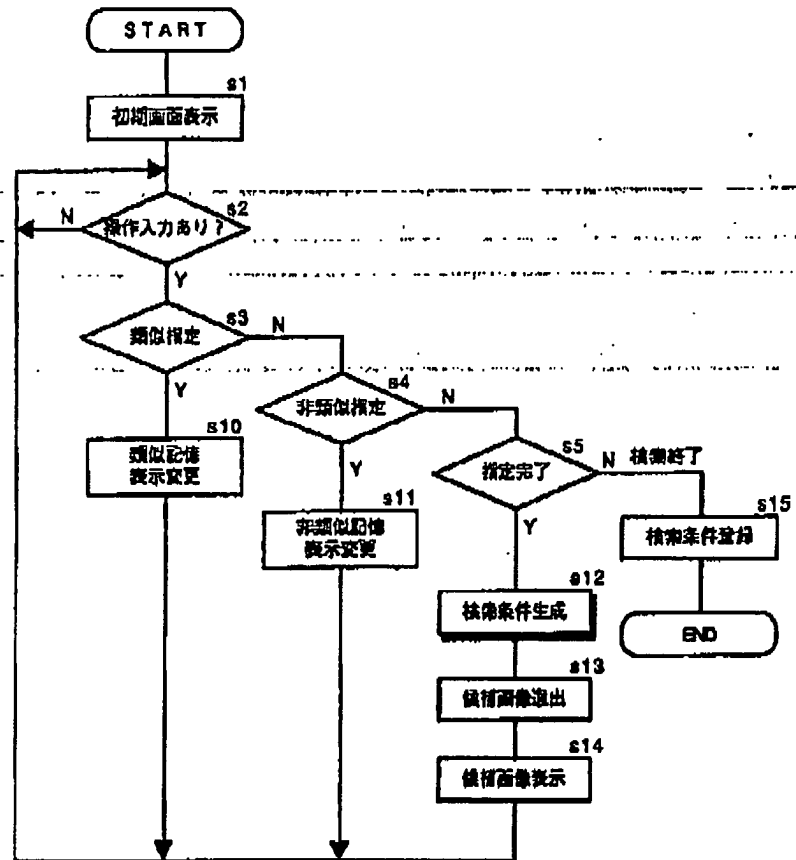 START
s1
初期画面表示
s2
操作入力あり?
N
Y
s3
類似指定
N
Y
s4
非類似指定
N
Y
s5
指定完了
N
検索終了
Y
s10
類似記憶
表示変更
s11
非類似記憶
表示変更
s15
検索条件登録
END
s12
検索条件生成
s13
候補画像選出
s14
候補画像表示